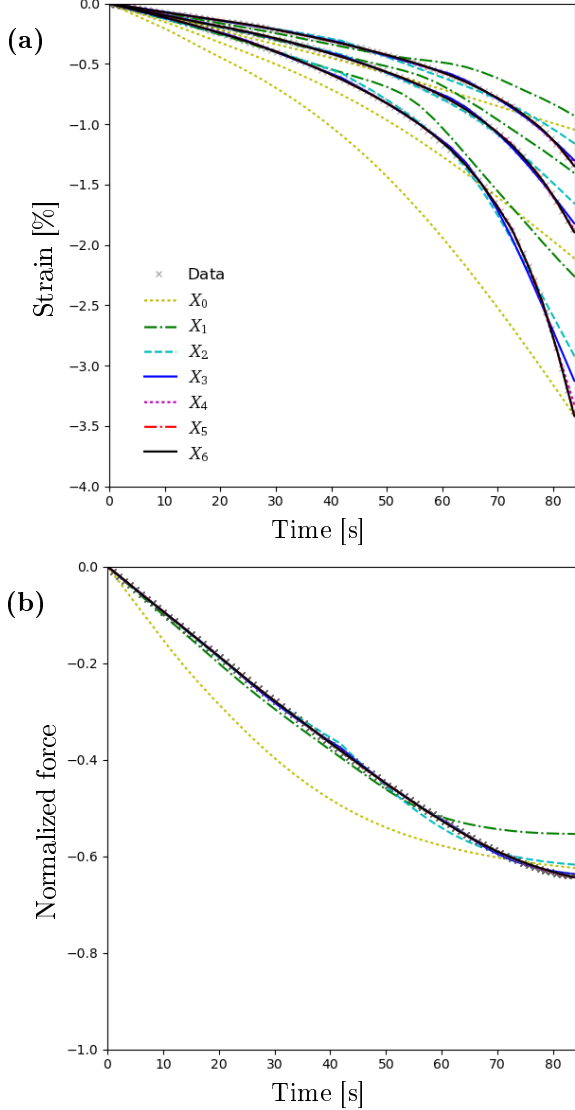 (a)
0.0
−0.5
−1.0
−1.5
−2.0
−2.5
−3.0
−3.5
−4.0
Strain [%]
Data
X₀
X₁
X₂
X₃
X₄
X₅
X₆
0 10 20 30 40 50 60 70 80
Time [s]
(b)
0.0
−0.2
−0.4
−0.6
−0.8
−1.0
Normalized force
0 10 20 30 40 50 60 70 80
Time [s]